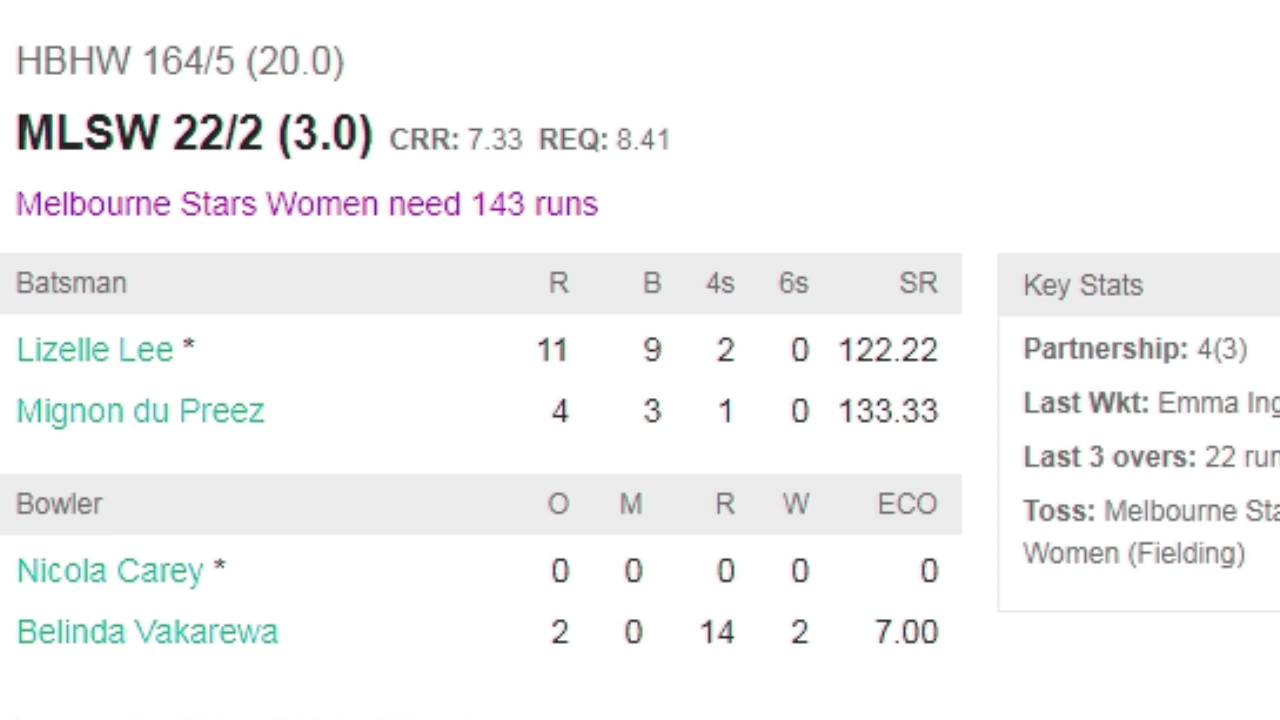 HBHW 164/5 (20.0)
MLSW 22/2 (3.0) CRR: 7.33 REQ: 8.41
Melbourne Stars Women need 143 runs
Batsman R B 4s 6s SR
Lizelle Lee * 11 9 2 0 122.22
Mignon du Preez 4 3 1 0 133.33
Bowler O M R W ECO
Nicola Carey * 0 0 0 0 0
Belinda Vakarewa 2 0 14 2 7.00
Key Stats
Partnership: 4(3)
Last Wkt: Emma
Last 3 overs: 22
Toss: Melbourne
Women (Fielding)